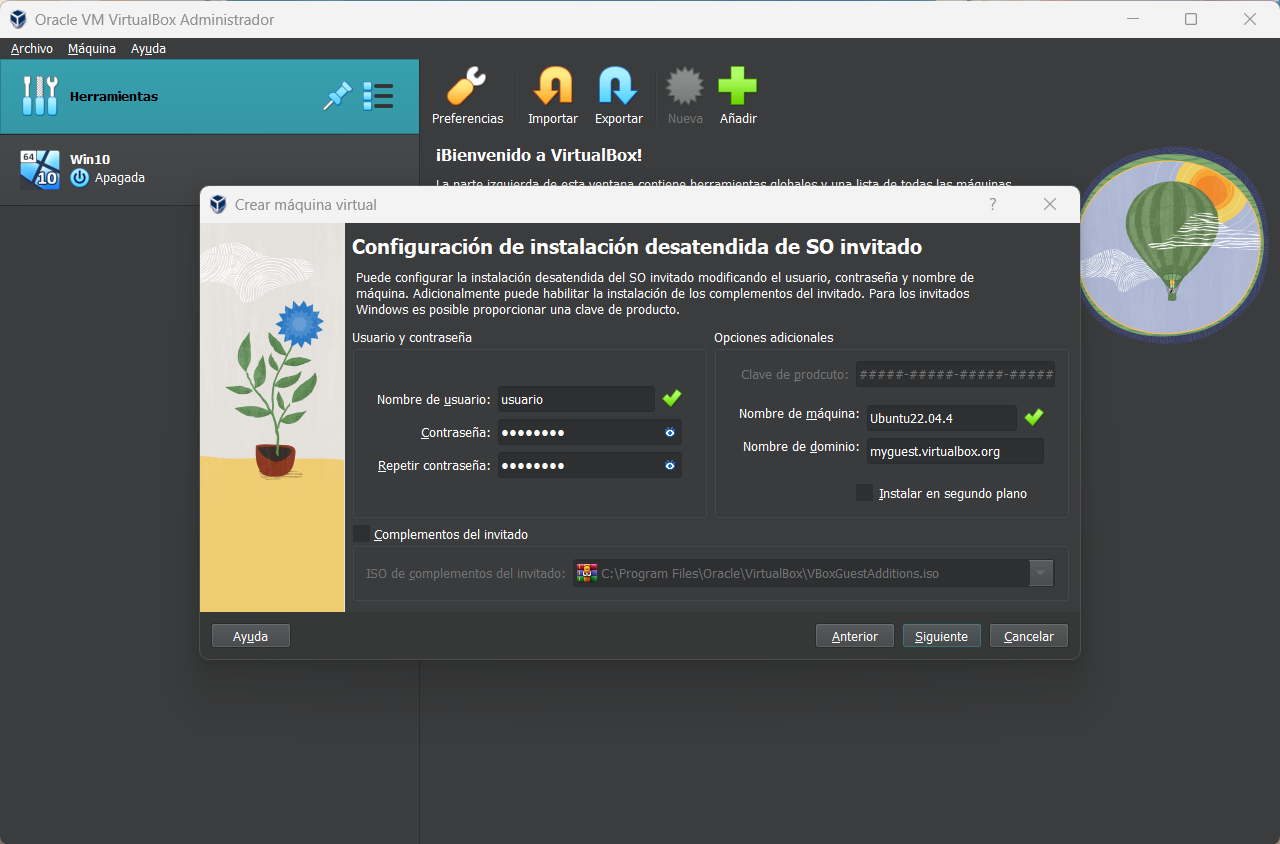 Oracle VM VirtualBox Administrador
Archivo Máquina Ayuda
Herramientas
Preferencias Importar Exportar Nueva Añadir
64
10
Win10
Apagada
¡Bienvenido a VirtualBox!
La parte izquierda de esta ventana contiene herramientas globales y una lista de todas las máquinas
Crear máquina virtual
Configuración de instalación desatendida de SO invitado
Puede configurar la instalación desatendida del SO invitado modificando el usuario, contraseña y nombre de
máquina. Adicionalmente puede habilitar la instalación de los complementos del invitado. Para los invitados
Windows es posible proporcionar una clave de producto.
Usuario y contraseña
Nombre de usuario: usuario
Contraseña: ●●●●●●●●
Repetir contraseña: ●●●●●●●●
Opciones adicionales
Clave de prodcuto: #####-#####-#####-#####
Nombre de máquina: Ubuntu22.04.4
Nombre de dominio: myguest.virtualbox.org
Instalar en segundo plano
Complementos del invitado
ISO de complementos del invitado: C:\Program Files\Oracle\VirtualBox\VBoxGuestAdditions.iso
Ayuda Anterior Siguiente Cancelar